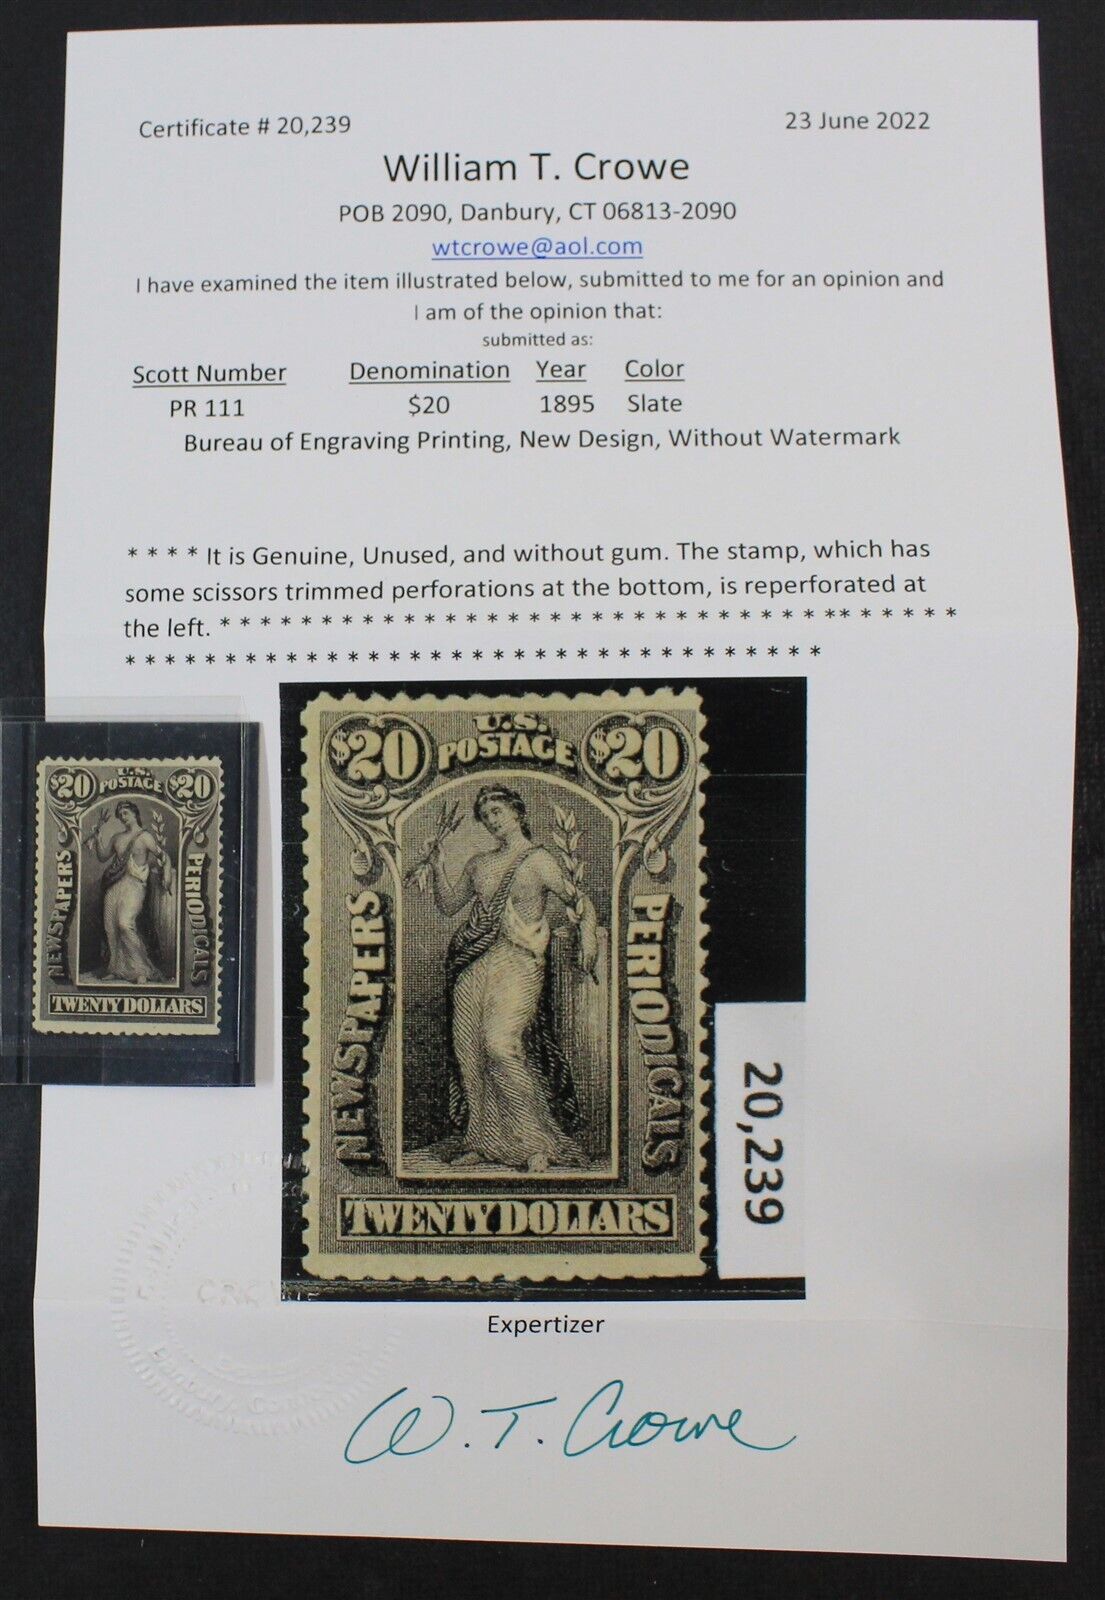 Certificate # 20,239
23 June 2022
William T. Crowe
POB 2090, Danbury, CT 06813-2090
wtcrowe@aol.com
I have examined the item illustrated below, submitted to me for an opinion and
I am of the opinion that:
submitted as:
Scott Number Denomination Year Color
PR 111 $20 1895 Slate
Bureau of Engraving Printing, New Design, Without Watermark
* * * * It is Genuine, Unused, and without gum. The stamp, which has
some scissors trimmed perforations at the bottom, is reperforated at
the left. * * * * * * * * * * * * * * * * * * * * * * * * * * * * * * * * * * * * *
* * * * * * * * * * * * * * * * * * * * * * * * * * * * * * * * * * *
$20 U.S. POSTAGE $20
NEWSPAPERS
PERIODICALS
TWENTY DOLLARS
$20 U.S. POSTAGE $20
NEWSPAPERS
PERIODICALS
TWENTY DOLLARS
20,239
Expertizer
W. T. Crowe